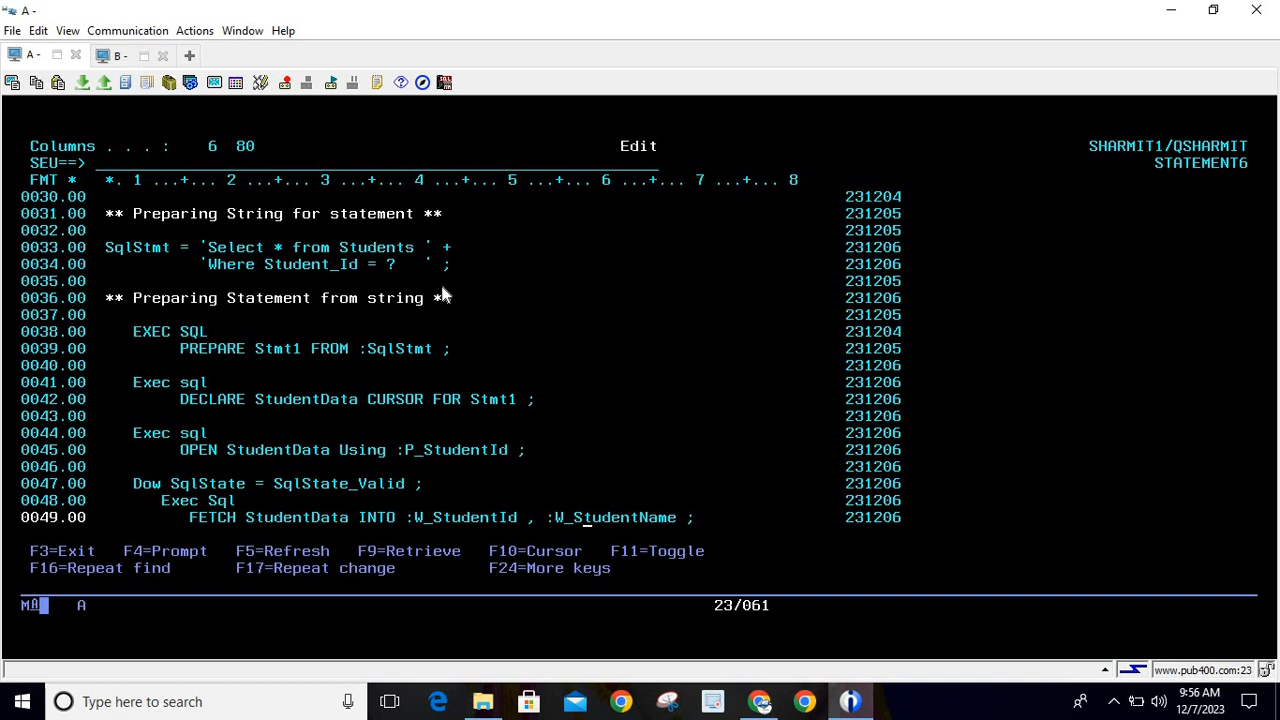 A -
File Edit View Communication Actions Window Help
A - B -
Columns . . . : 6 80 Edit SHARMIT1/QSHARMIT
SEU==> STATEMENT6
FMT * *. 1 ...+... 2 ...+... 3 ...+... 4 ...+... 5 ...+... 6 ...+... 7 ...+... 8
0030.00 231204
0031.00 ** Preparing String for statement ** 231205
0032.00 231205
0033.00 SqlStmt = 'Select * from Students ' + 231206
0034.00 'Where Student_Id = ? ' ; 231206
0035.00 231205
0036.00 ** Preparing Statement from string ** 231206
0037.00 231205
0038.00 EXEC SQL 231204
0039.00 PREPARE Stmt1 FROM :SqlStmt ; 231205
0040.00 231206
0041.00 Exec sql 231206
0042.00 DECLARE StudentData CURSOR FOR Stmt1 ; 231206
0043.00 231206
0044.00 Exec sql 231206
0045.00 OPEN StudentData Using :P_StudentId ; 231206
0046.00 231206
0047.00 Dow SqlState = SqlState_Valid ; 231206
0048.00 Exec Sql 231206
0049.00 FETCH StudentData INTO :W_StudentId , :W_StudentName ; 231206
F3=Exit F4=Prompt F5=Refresh F9=Retrieve F10=Cursor F11=Toggle
F16=Repeat find F17=Repeat change F24=More keys
MA A 23/061
www.pub400.com:23
Type here to search
9:56 AM
12/7/2023